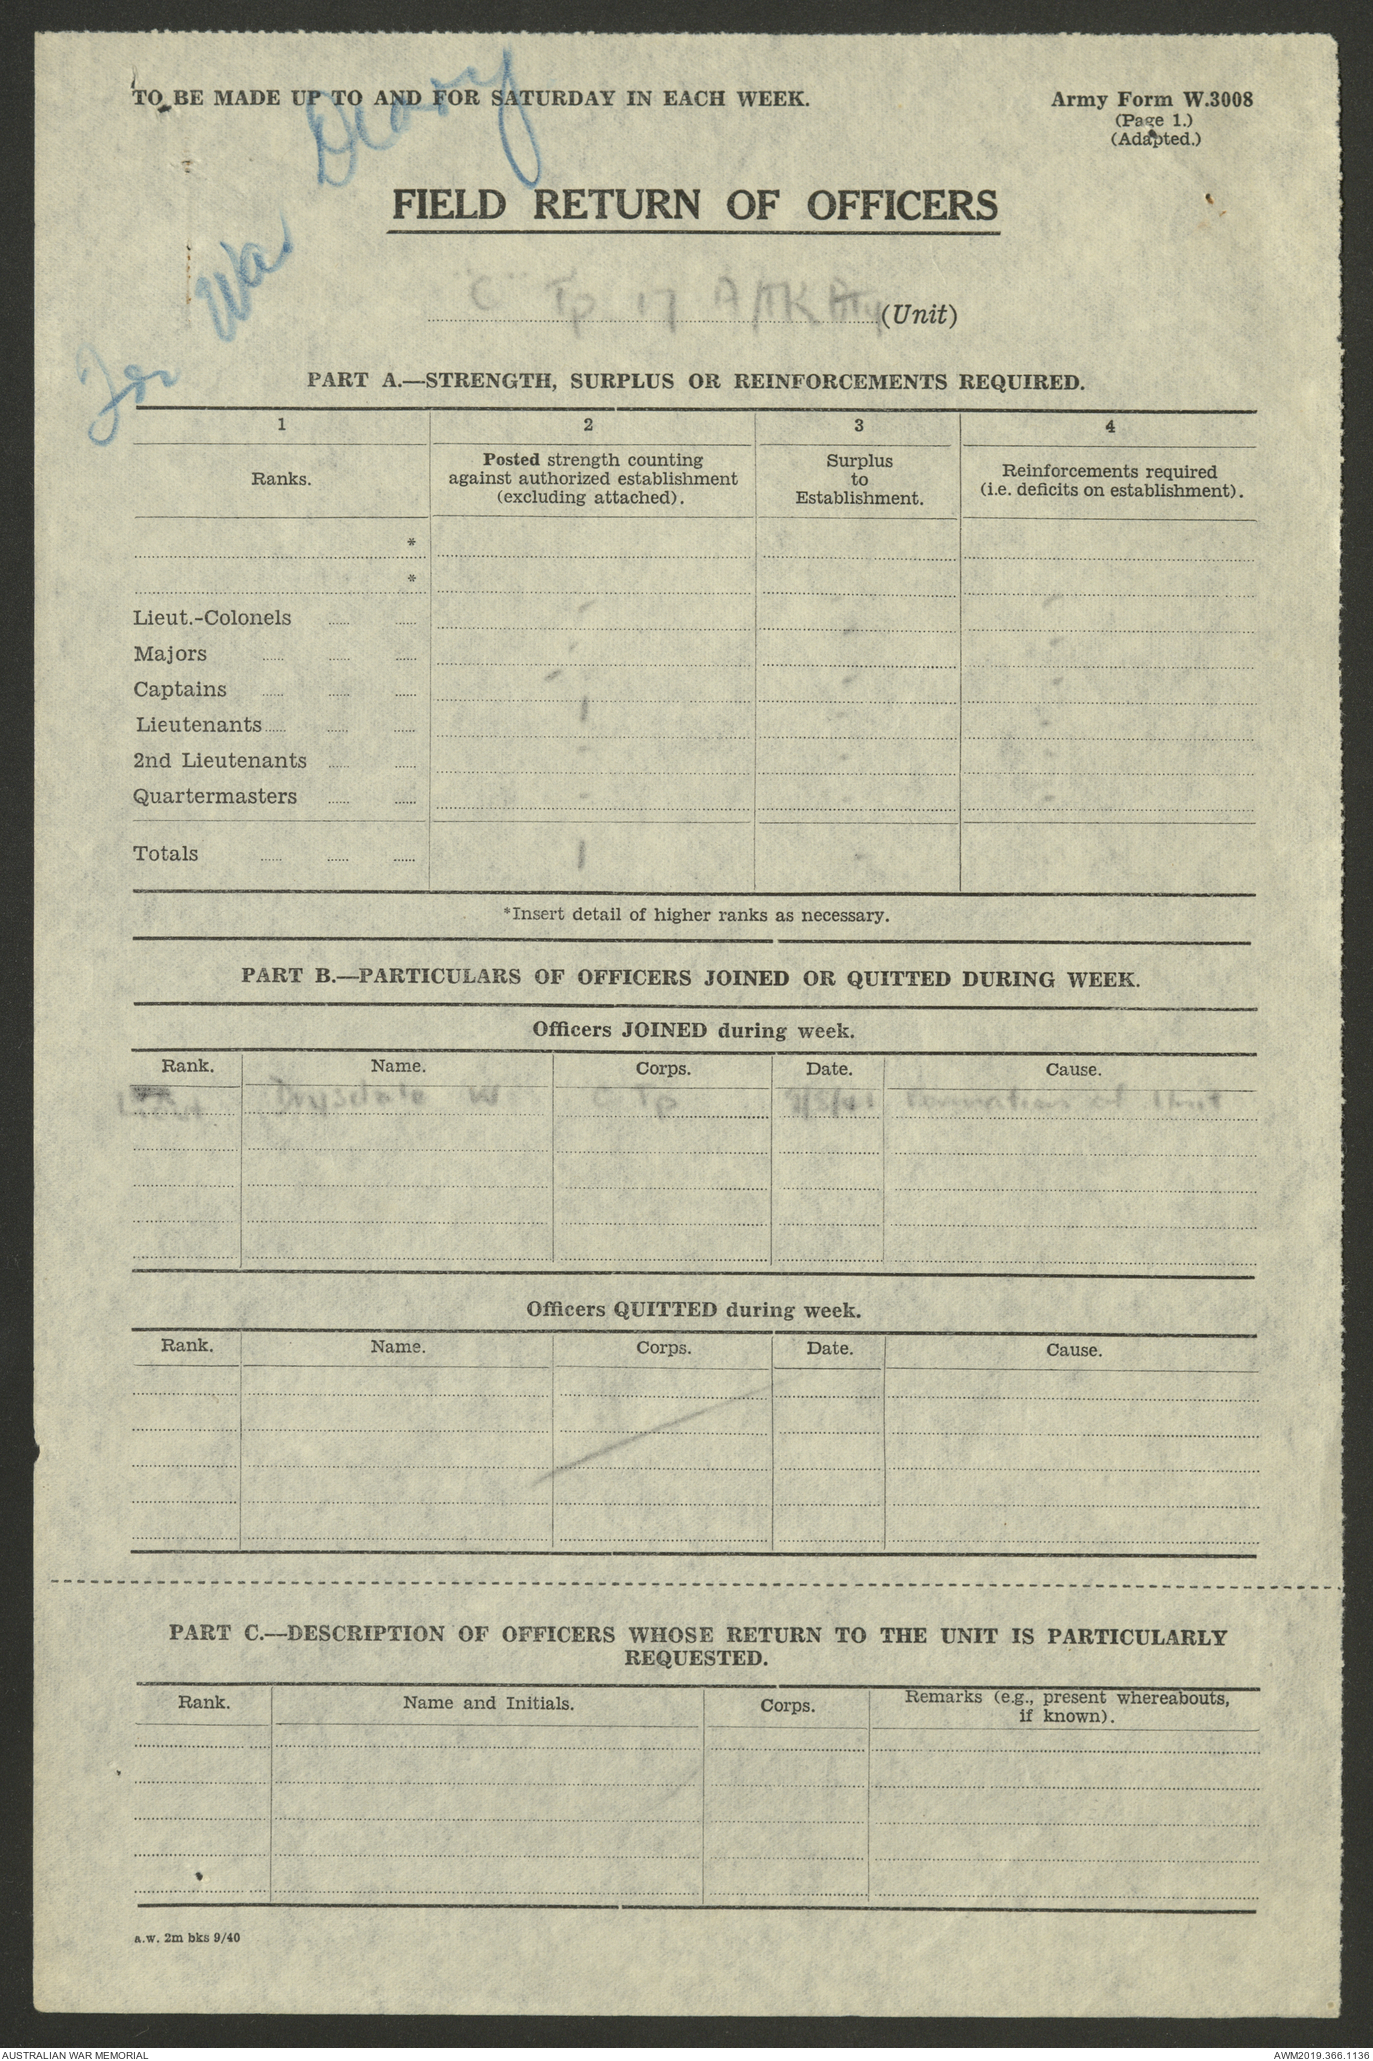 TO BE MADE UP TO AND FOR SATURDAY IN EACH WEEK.
Army Form W.3008
(Page 1.)
(Adapted.)
For War Diary
FIELD RETURN OF OFFICERS
"C" Tp 17 A/TK Bty (Unit)
PART A.—STRENGTH, SURPLUS OR REINFORCEMENTS REQUIRED.
1 2 3 4
Ranks.
Posted strength counting
against authorized establishment
(excluding attached).
Surplus
to
Establishment.
Reinforcements required
(i.e. deficits on establishment).
*
*
Lieut.-Colonels ...... ...... - - -
Majors ...... ...... ...... - - -
Captains ...... ...... ...... - - -
Lieutenants...... ...... ...... 1 - -
2nd Lieutenants ...... ...... - - -
Quartermasters ...... ...... - - -
Totals ...... ...... ...... 1 -
*Insert detail of higher ranks as necessary.
PART B.—PARTICULARS OF OFFICERS JOINED OR QUITTED DURING WEEK.
Officers JOINED during week.
Rank. Name. Corps. Date. Cause.
Lieut Drysdale W C Tp /5/41 Formation of Unit
Officers QUITTED during week.
Rank. Name. Corps. Date. Cause.
PART C.—DESCRIPTION OF OFFICERS WHOSE RETURN TO THE UNIT IS PARTICULARLY
REQUESTED.
Rank. Name and Initials. Corps. Remarks (e.g., present whereabouts,
if known).
a.w. 2m bks 9/40
AUSTRALIAN WAR MEMORIAL
AWM2019.366.1136